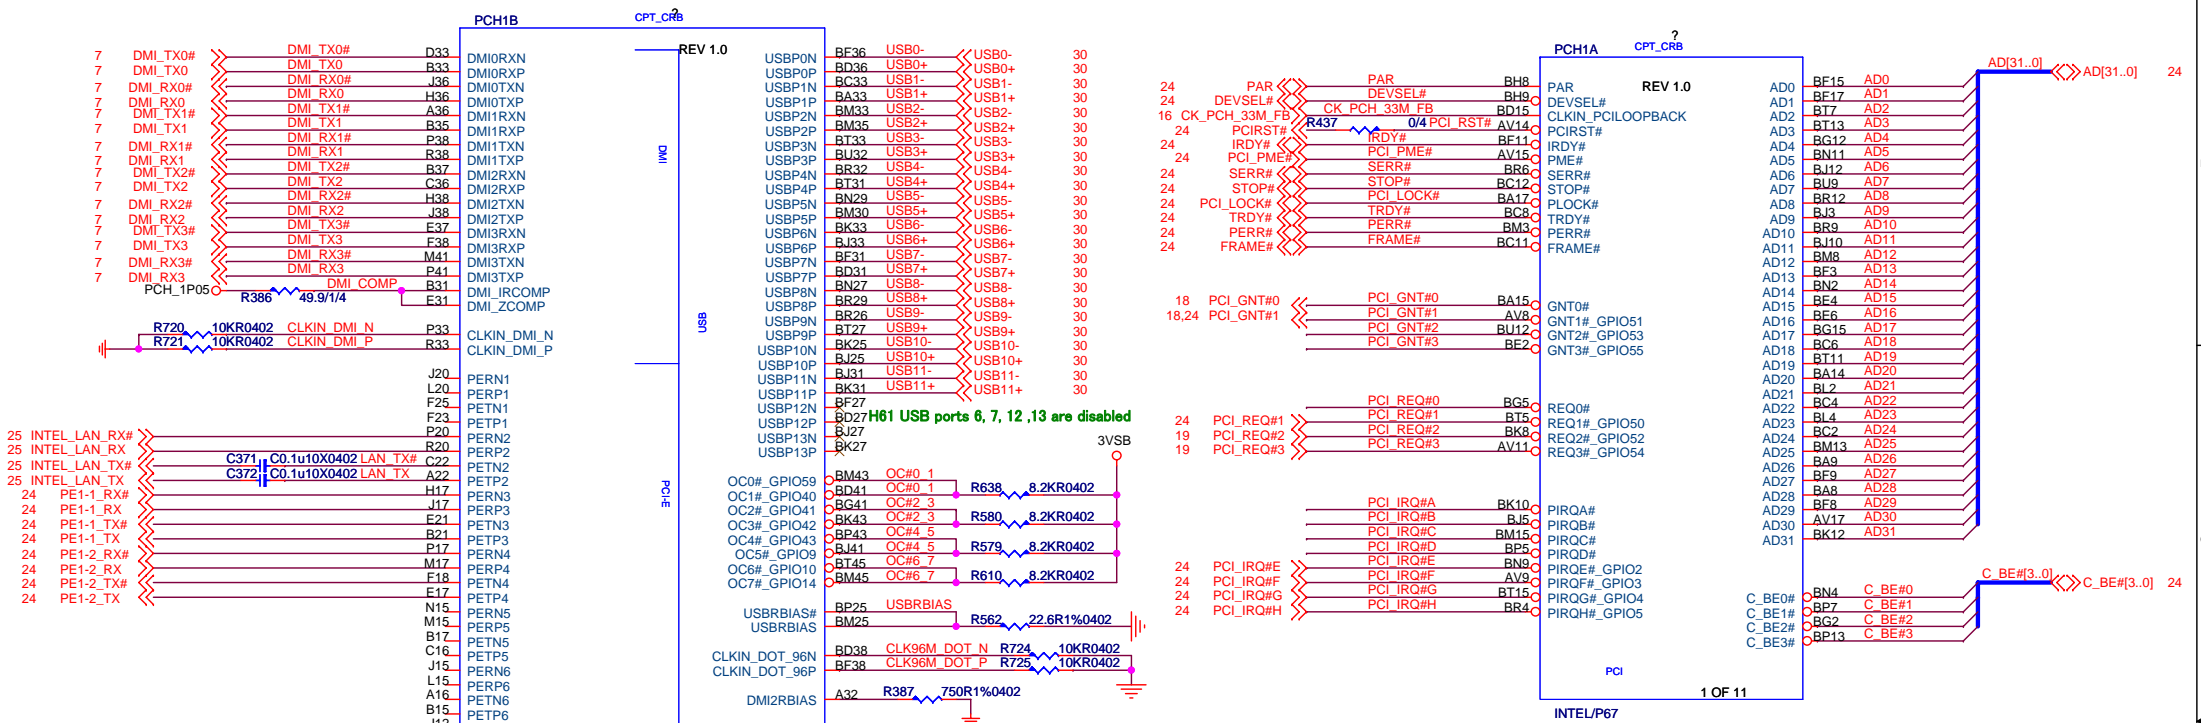 PCH1B
CPT_CRB
?
REV 1.0
7 DMI_TX0# DMI_TX0# D33 DMI0RXN
7 DMI_TX0 DMI_TX0 B33 DMI0RXP
7 DMI_RX0# DMI_RX0# J36 DMI0TXN
7 DMI_RX0 DMI_RX0 H36 DMI0TXP
7 DMI_TX1# DMI_TX1# A36 DMI1RXN
7 DMI_TX1 DMI_TX1 B35 DMI1RXP
7 DMI_RX1# DMI_RX1# P38 DMI1TXN
7 DMI_RX1 DMI_RX1 R38 DMI1TXP
7 DMI_TX2# DMI_TX2# B37 DMI2RXN
7 DMI_TX2 DMI_TX2 C36 DMI2RXP
7 DMI_RX2# DMI_RX2# H38 DMI2TXN
7 DMI_RX2 DMI_RX2 J38 DMI2TXP
7 DMI_TX3# DMI_TX3# E37 DMI3RXN
7 DMI_TX3 DMI_TX3 F38 DMI3RXP
7 DMI_RX3# DMI_RX3# M41 DMI3TXN
7 DMI_RX3 DMI_RX3 P41 DMI3TXP
PCH_1P05 R386 49.9/1/4 DMI_COMP B31 DMI_IRCOMP
E31 DMI_ZCOMP
R720 10KR0402 CLKIN_DMI_N P33 CLKIN_DMI_N
R721 10KR0402 CLKIN_DMI_P R33 CLKIN_DMI_P
J20 PERN1
L20 PERP1
F25 PETN1
F23 PETP1
25 INTEL_LAN_RX# P20 PERN2
25 INTEL_LAN_RX R20 PERP2
25 INTEL_LAN_TX# C371 C0.1u10X0402 LAN_TX# C22 PETN2
25 INTEL_LAN_TX C372 C0.1u10X0402 LAN_TX A22 PETP2
24 PE1-1_RX# H17 PERN3
24 PE1-1_RX J17 PERP3
24 PE1-1_TX# E21 PETN3
24 PE1-1_TX B21 PETP3
24 PE1-2_RX# P17 PERN4
24 PE1-2_RX M17 PERP4
24 PE1-2_TX# F18 PETN4
24 PE1-2_TX E17 PETP4
N15 PERN5
M15 PERP5
B17 PETN5
C16 PETP5
J15 PERN6
L15 PERP6
A16 PETN6
B15 PETP6
DMI
USB
PCI-E
USBP0N BF36 USB0- USB0- 30
USBP0P BD36 USB0+ USB0+ 30
USBP1N BC33 USB1- USB1- 30
USBP1P BA33 USB1+ USB1+ 30
USBP2N BM33 USB2- USB2- 30
USBP2P BM35 USB2+ USB2+ 30
USBP3N BT33 USB3- USB3- 30
USBP3P BU32 USB3+ USB3+ 30
USBP4N BR32 USB4- USB4- 30
USBP4P BT31 USB4+ USB4+ 30
USBP5N BN29 USB5- USB5- 30
USBP5P BM30 USB5+ USB5+ 30
USBP6N BK33 USB6- USB6- 30
USBP6P BJ33 USB6+ USB6+ 30
USBP7N BF31 USB7- USB7- 30
USBP7P BD31 USB7+ USB7+ 30
USBP8N BN27 USB8- USB8- 30
USBP8P BR29 USB8+ USB8+ 30
USBP9N BR26 USB9- USB9- 30
USBP9P BT27 USB9+ USB9+ 30
USBP10N BK25 USB10- USB10- 30
USBP10P BJ25 USB10+ USB10+ 30
USBP11N BJ31 USB11- USB11- 30
USBP11P BK31 USB11+ USB11+ 30
USBP12N BF27
USBP12P BD27
USBP13N BJ27
USBP13P BK27
H61 USB ports 6, 7, 12 ,13 are disabled
3VSB
OC0#_GPIO59 BM43 OC#0_1
OC1#_GPIO40 BD41 OC#0_1 R638 8.2KR0402
OC2#_GPIO41 BG41 OC#2_3
OC3#_GPIO42 BK43 OC#2_3 R580 8.2KR0402
OC4#_GPIO43 BP43 OC#4_5
OC5#_GPIO9 BJ41 OC#4_5 R579 8.2KR0402
OC6#_GPIO10 BT45 OC#6_7
OC7#_GPIO14 BM45 OC#6_7 R610 8.2KR0402
USBRBIAS# BP25 USBRBIAS
USBRBIAS BM25 R562 22.6R1%0402
CLKIN_DOT_96N BD38 CLK96M_DOT_N R724 10KR0402
CLKIN_DOT_96P BF38 CLK96M_DOT_P R725 10KR0402
DMI2RBIAS A32 R387 750R1%0402
PCH1A
CPT_CRB
?
REV 1.0
24 PAR PAR BH8 PAR
24 DEVSEL# DEVSEL# BH9 DEVSEL#
16 CK_PCH_33M_FB CK_PCH_33M_FB BD15 CLKIN_PCILOOPBACK
24 PCIRST# R437 0/4 PCI_RST# AV14 PCIRST#
24 IRDY# IRDY# BF11 IRDY#
24 PCI_PME# PCI_PME# AV15 PME#
24 SERR# SERR# BR6 SERR#
24 STOP# STOP# BC12 STOP#
24 PCI_LOCK# PCI_LOCK# BA17 PLOCK#
24 TRDY# TRDY# BC8 TRDY#
24 PERR# PERR# BM3 PERR#
24 FRAME# FRAME# BC11 FRAME#
18 PCI_GNT#0 PCI_GNT#0 BA15 GNT0#
18,24 PCI_GNT#1 PCI_GNT#1 AV8 GNT1#_GPIO51
PCI_GNT#2 BU12 GNT2#_GPIO53
PCI_GNT#3 BE2 GNT3#_GPIO55
PCI_REQ#0 BG5 REQ0#
24 PCI_REQ#1 PCI_REQ#1 BT5 REQ1#_GPIO50
19 PCI_REQ#2 PCI_REQ#2 BK8 REQ2#_GPIO52
19 PCI_REQ#3 PCI_REQ#3 AV11 REQ3#_GPIO54
PCI_IRQ#A BK10 PIRQA#
PCI_IRQ#B BJ5 PIRQB#
PCI_IRQ#C BM15 PIRQC#
PCI_IRQ#D BP5 PIRQD#
24 PCI_IRQ#E PCI_IRQ#E BN9 PIRQE#_GPIO2
24 PCI_IRQ#F PCI_IRQ#F AV9 PIRQF#_GPIO3
24 PCI_IRQ#G PCI_IRQ#G BT15 PIRQG#_GPIO4
24 PCI_IRQ#H PCI_IRQ#H BR4 PIRQH#_GPIO5
AD[31..0] AD[31..0] 24
AD0 BF15 AD0
AD1 BF17 AD1
AD2 BT7 AD2
AD3 BT13 AD3
AD4 BG12 AD4
AD5 BN11 AD5
AD6 BJ12 AD6
AD7 BU9 AD7
AD8 BR12 AD8
AD9 BJ3 AD9
AD10 BR9 AD10
AD11 BJ10 AD11
AD12 BM8 AD12
AD13 BF3 AD13
AD14 BN2 AD14
AD15 BE4 AD15
AD16 BE6 AD16
AD17 BG15 AD17
AD18 BC6 AD18
AD19 BT11 AD19
AD20 BA14 AD20
AD21 BL2 AD21
AD22 BC4 AD22
AD23 BL4 AD23
AD24 BC2 AD24
AD25 BM13 AD25
AD26 BA9 AD26
AD27 BF9 AD27
AD28 BA8 AD28
AD29 BF8 AD29
AD30 AV17 AD30
AD31 BK12 AD31
C_BE#[3..0] C_BE#[3..0] 24
C_BE0# BN4 C_BE#0
C_BE1# BP7 C_BE#1
C_BE2# BG2 C_BE#2
C_BE3# BP13 C_BE#3
PCI
1 OF 11
INTEL/P67